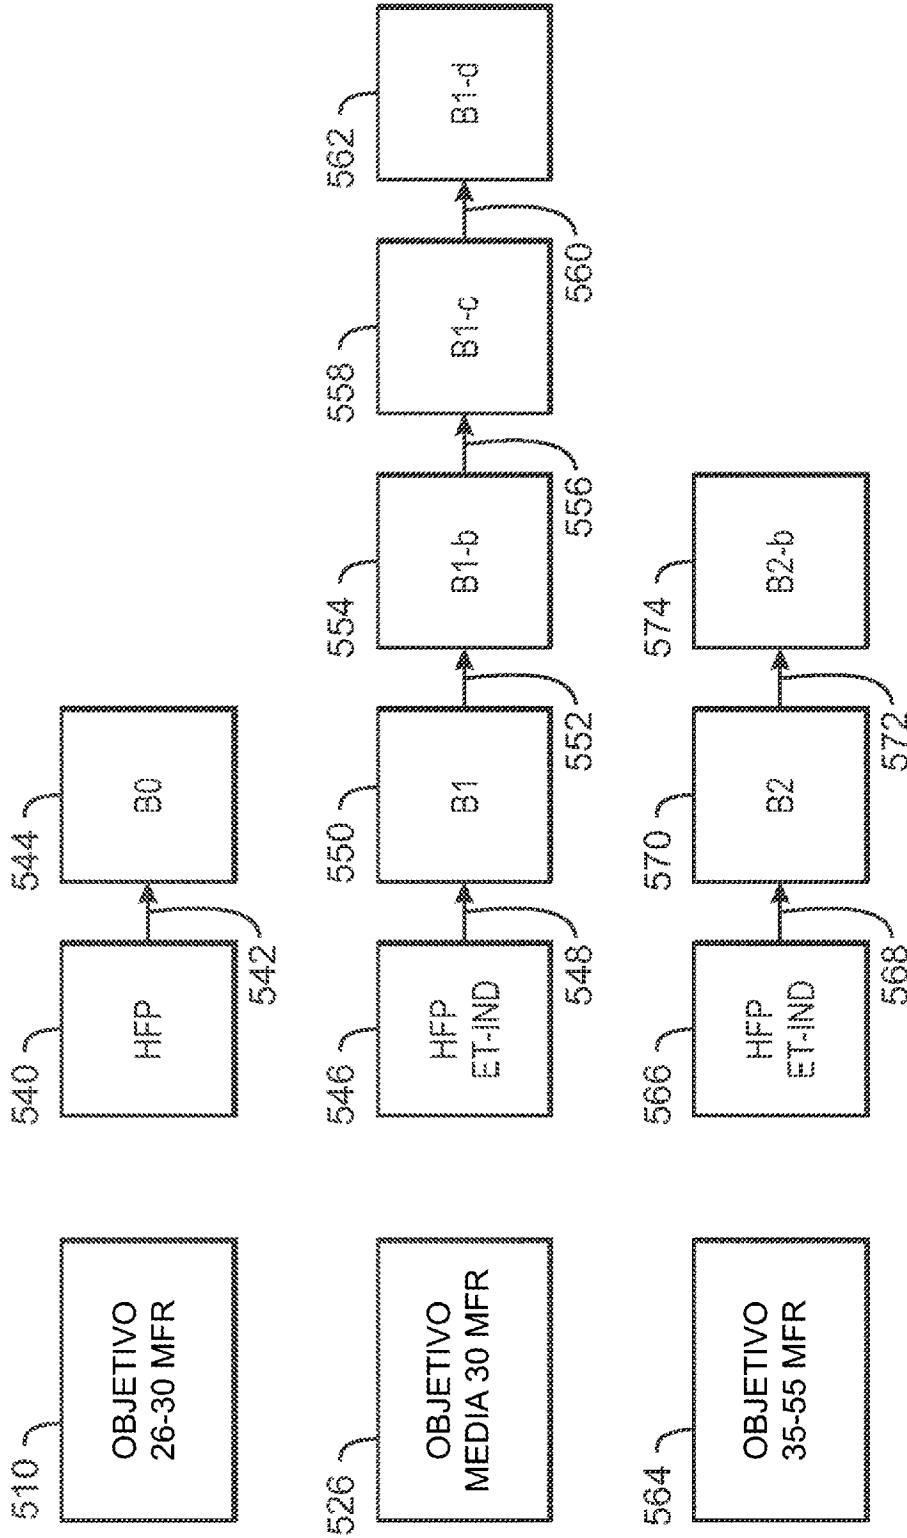 510
OBJETIVO
26-30 MFR
540
HFP
542
544
B0
526
OBJETIVO
MEDIA 30 MFR
546
HFP
ET-IND
548
550
B1
552
554
B1-b
556
558
B1-c
560
562
B1-d
564
OBJETIVO
35-55 MFR
566
HFP
ET-IND
568
570
B2
572
574
B2-b